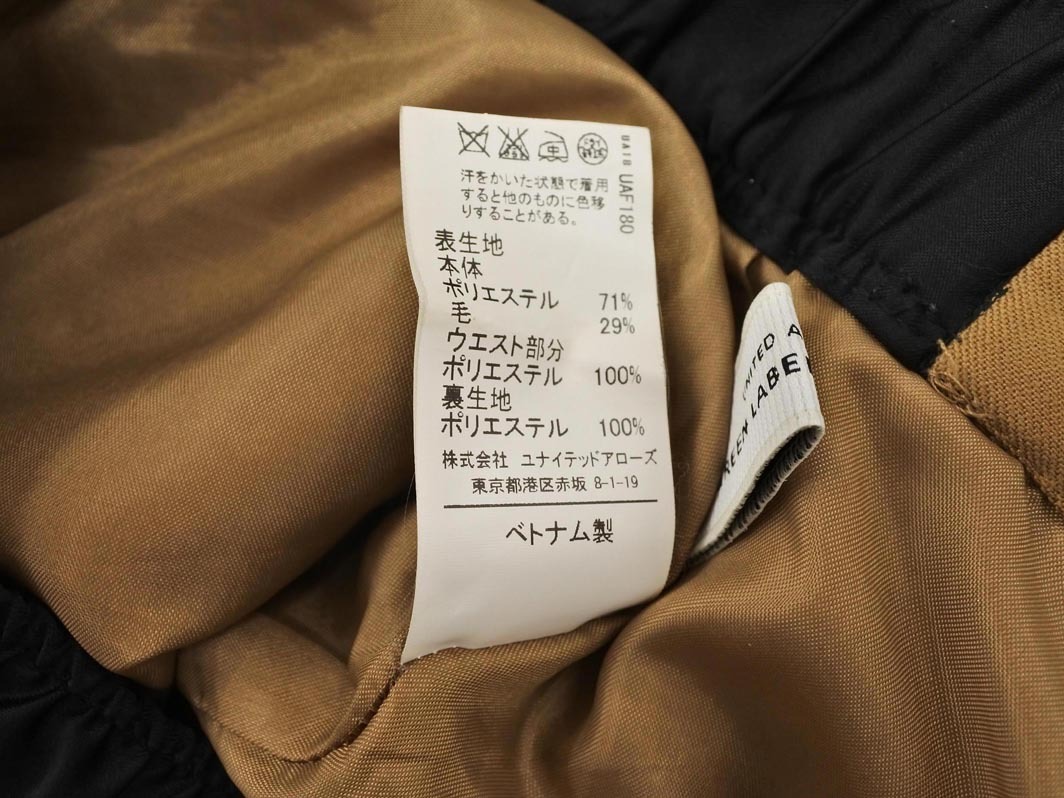 UA18 UAF180
汗をかいた状態で着用
すると他のものに色移
りすることがある。
表生地
本体
ポリエステル 71%
毛 29%
ウエスト部分
ポリエステル 100%
裏生地
ポリエステル 100%
株式会社 ユナイテッドアローズ
東京都港区赤坂 8-1-19
ベトナム製
UNITED A
REEN LABE